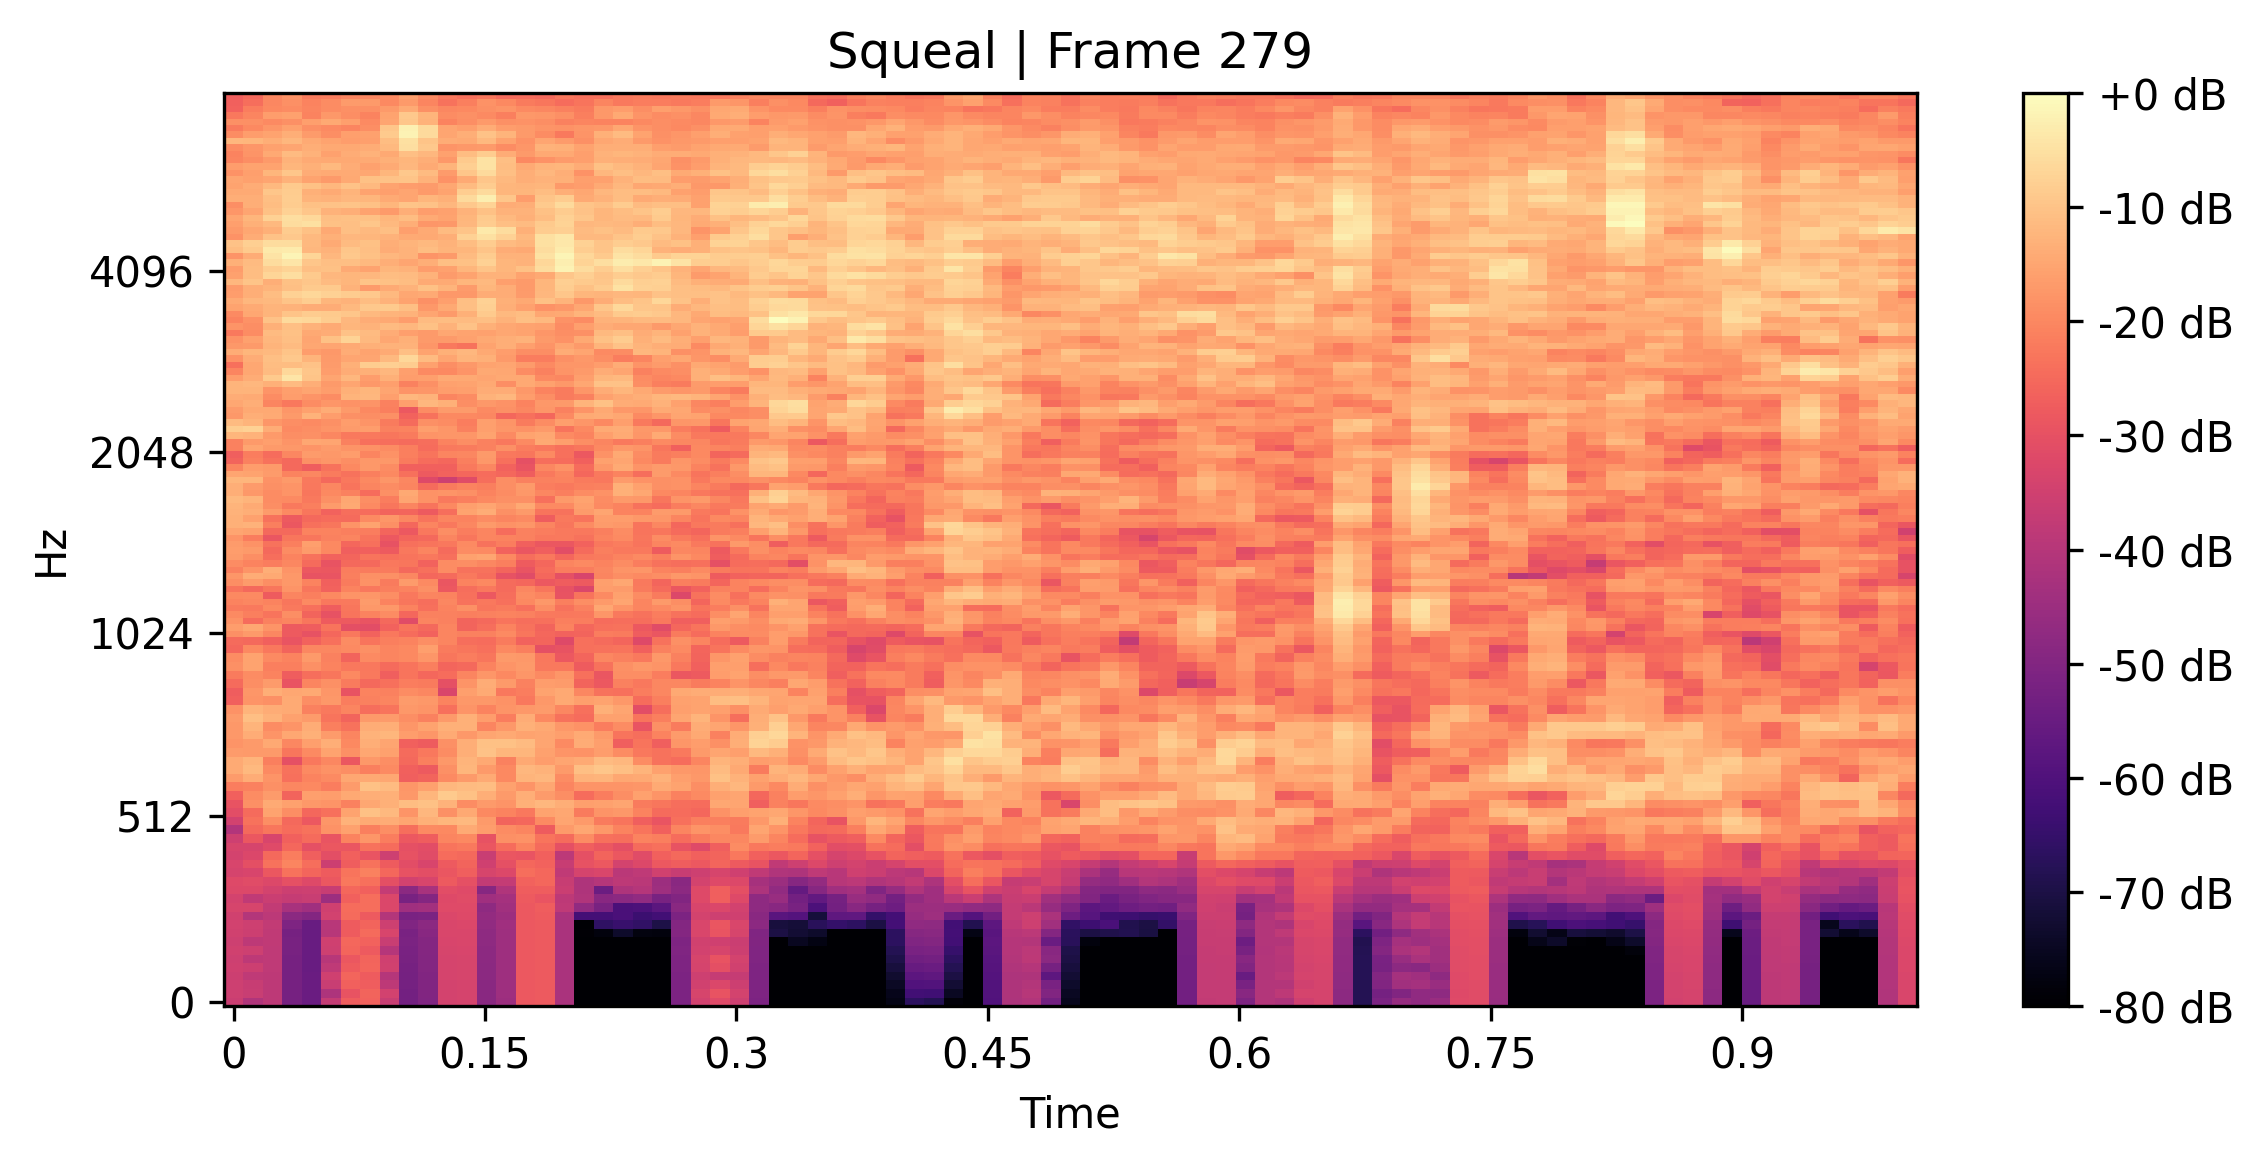 Squeal | Frame 279
+0 dB
-10 dB
-20 dB
-30 dB
-40 dB
-50 dB
-60 dB
-70 dB
-80 dB
Hz
4096
2048
1024
512
0
0 0.15 0.3 0.45 0.6 0.75 0.9
Time